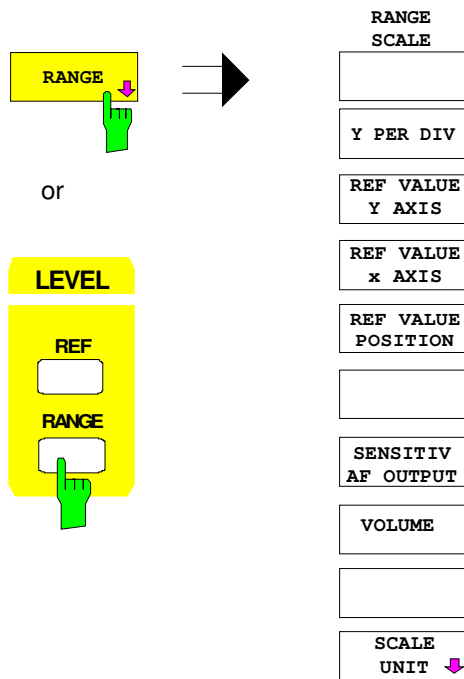 RANGE
or
LEVEL
REF
RANGE
RANGE
SCALE
Y PER DIV
REF VALUE
Y AXIS
REF VALUE
x AXIS
REF VALUE
POSITION
SENSITIV
AF OUTPUT
VOLUME
SCALE
UNIT